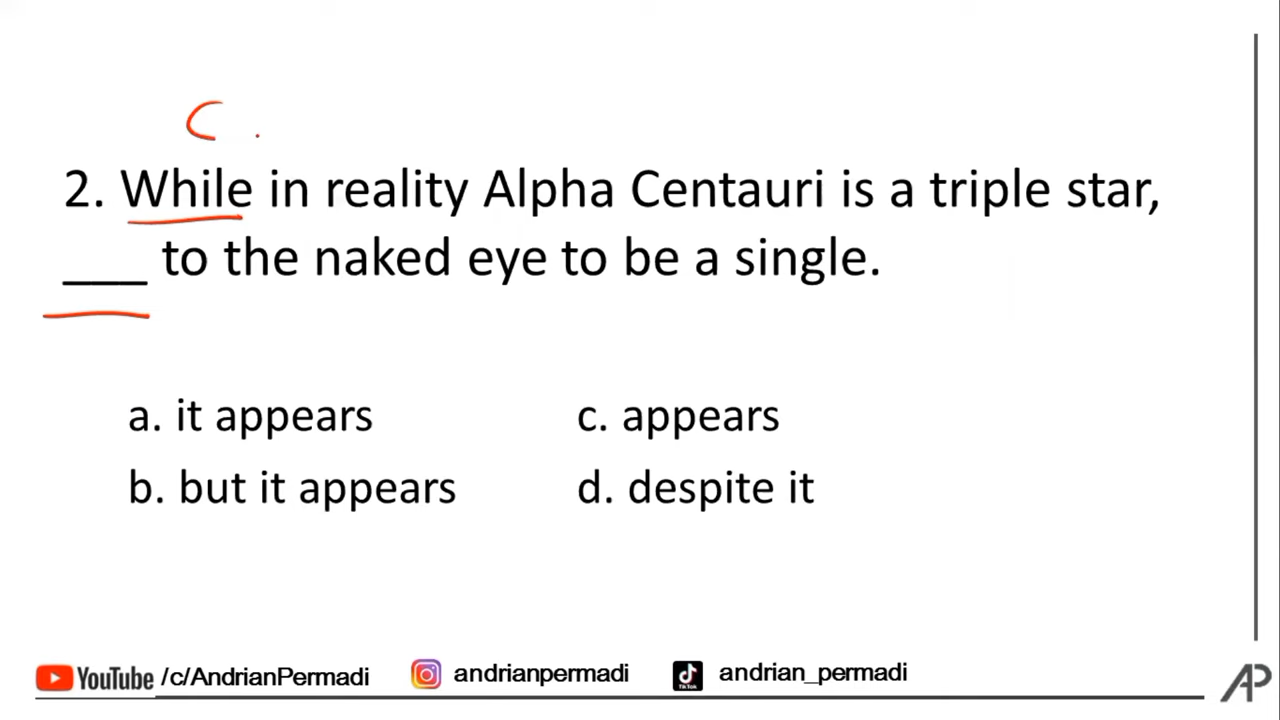 C .
2. While in reality Alpha Centauri is a triple star,
___ to the naked eye to be a single.
a. it appears
c. appears
b. but it appears
d. despite it
YouTube /c/AndrianPermadi
andrianpermadi
TikTok
andrian_permadi
AP